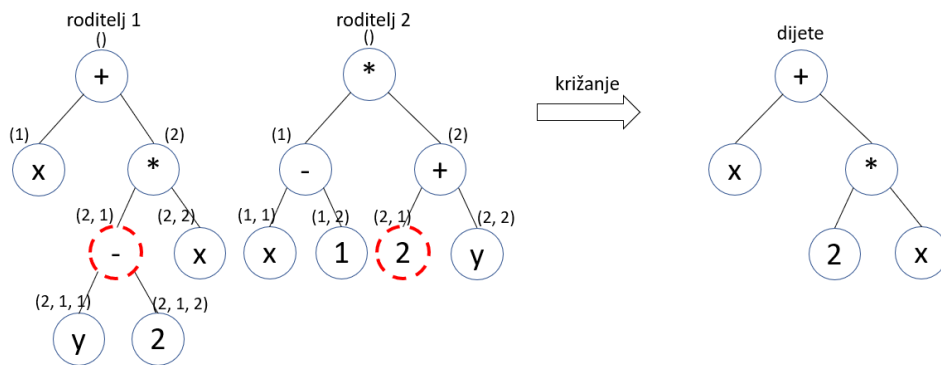 roditelj 1
()
+
(1)
(2)
x
*
(2, 1)
(2, 2)
-
x
(2, 1, 1)
(2, 1, 2)
y
2
roditelj 2
()
*
(1)
(2)
-
+
(1, 1)
(1, 2)
(2, 1)
(2, 2)
x
1
2
y
križanje
dijete
+
x
*
2
x